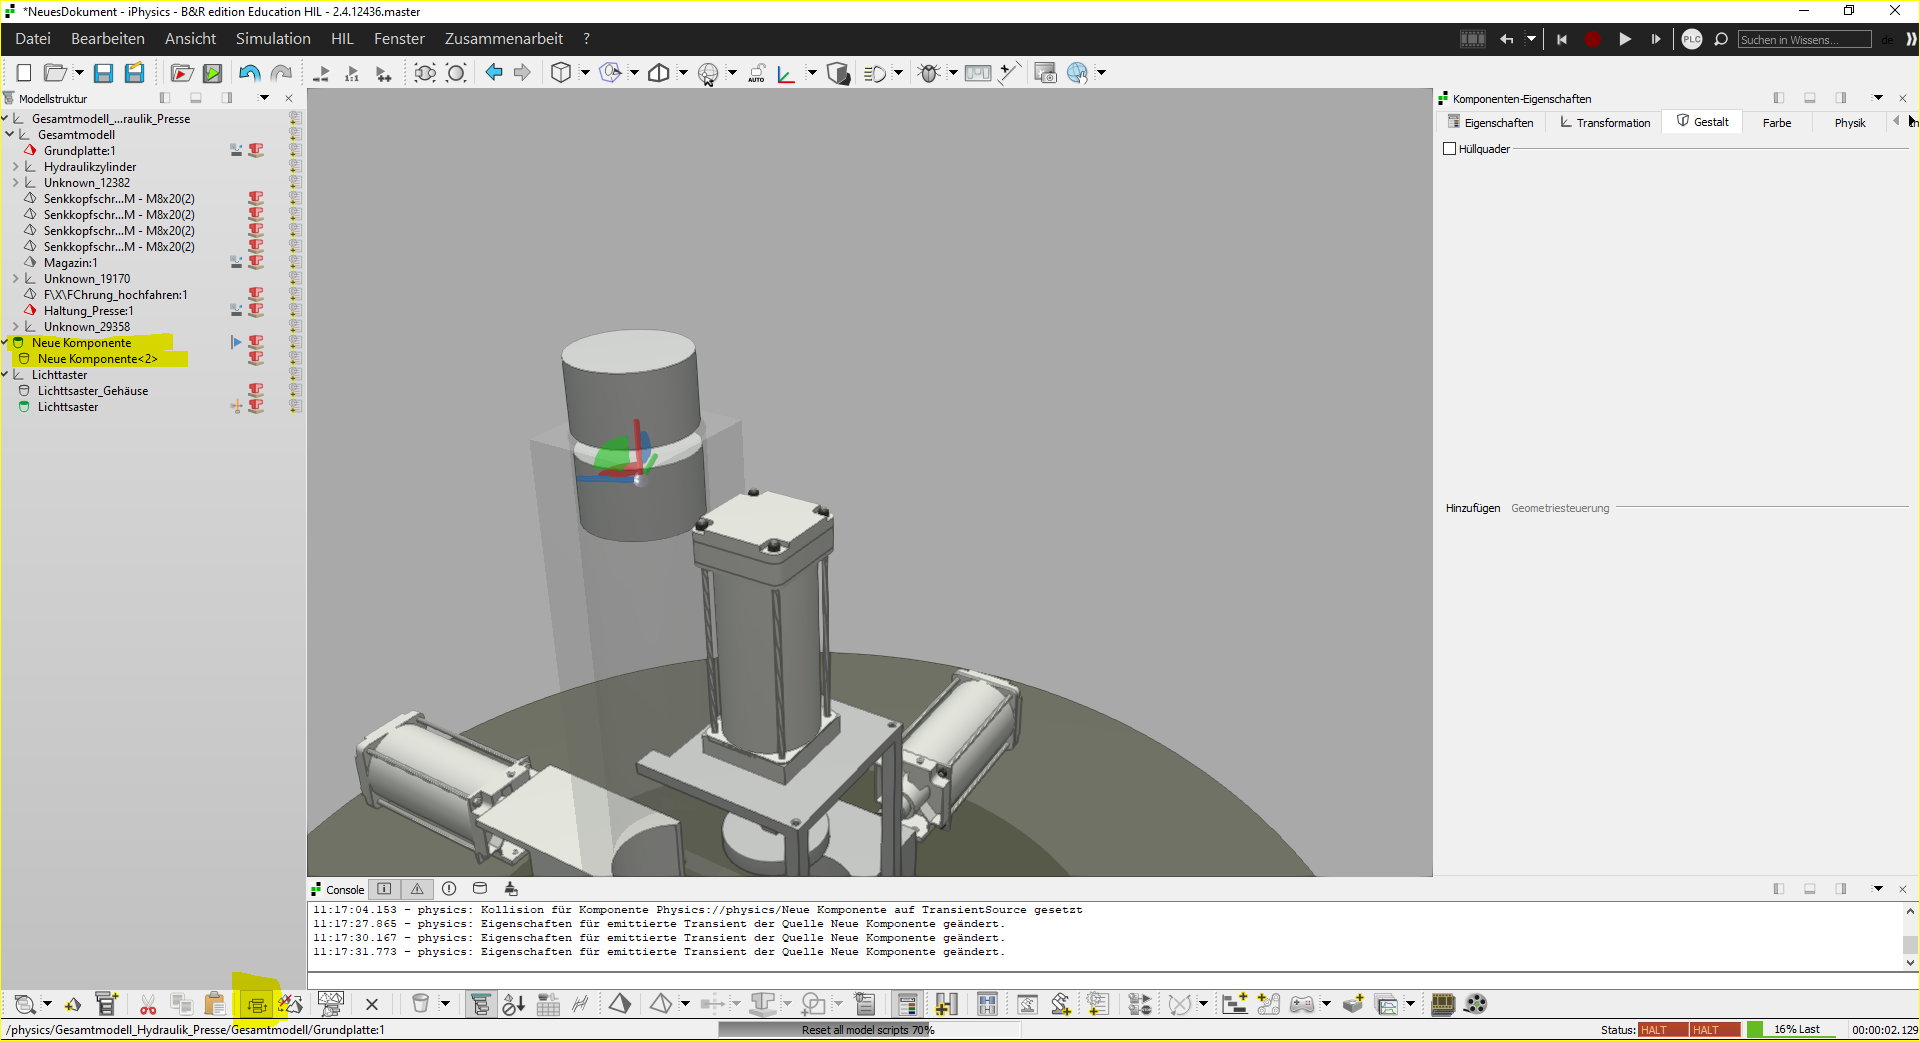 *NeuesDokument - iPhysics - B&R edition Education HIL - 2.4.12436.master
Datei Bearbeiten Ansicht Simulation HIL Fenster Zusammenarbeit ?
PLC Suchen in Wissens... de
1:1 AUTO
Modellstruktur
Gesamtmodell_...raulik_Presse
Gesamtmodell
Grundplatte:1
Hydraulikzylinder
Unknown_12382
Senkkopfschr...M - M8x20(2)
Senkkopfschr...M - M8x20(2)
Senkkopfschr...M - M8x20(2)
Senkkopfschr...M - M8x20(2)
Magazin:1
Unknown_19170
F\X\FChrung_hochfahren:1
Haltung_Presse:1
Unknown_29358
Neue Komponente
Neue Komponente<2>
Lichttaster
Lichttsaster_Gehäuse
Lichttsaster
Komponenten-Eigenschaften
Eigenschaften Transformation Gestalt Farbe Physik
Hüllquader
Hinzufügen Geometriesteuerung
Console
11:17:04.153 - physics: Kollision für Komponente Physics://physics/Neue Komponente auf TransientSource gesetzt
11:17:27.865 - physics: Eigenschaften für emittierte Transient der Quelle Neue Komponente geändert.
11:17:30.167 - physics: Eigenschaften für emittierte Transient der Quelle Neue Komponente geändert.
11:17:31.773 - physics: Eigenschaften für emittierte Transient der Quelle Neue Komponente geändert.
/physics/Gesamtmodell_Hydraulik_Presse/Gesamtmodell/Grundplatte:1
Reset all model scripts 70%
Status: HALT HALT 16% Last 00:00:02.129